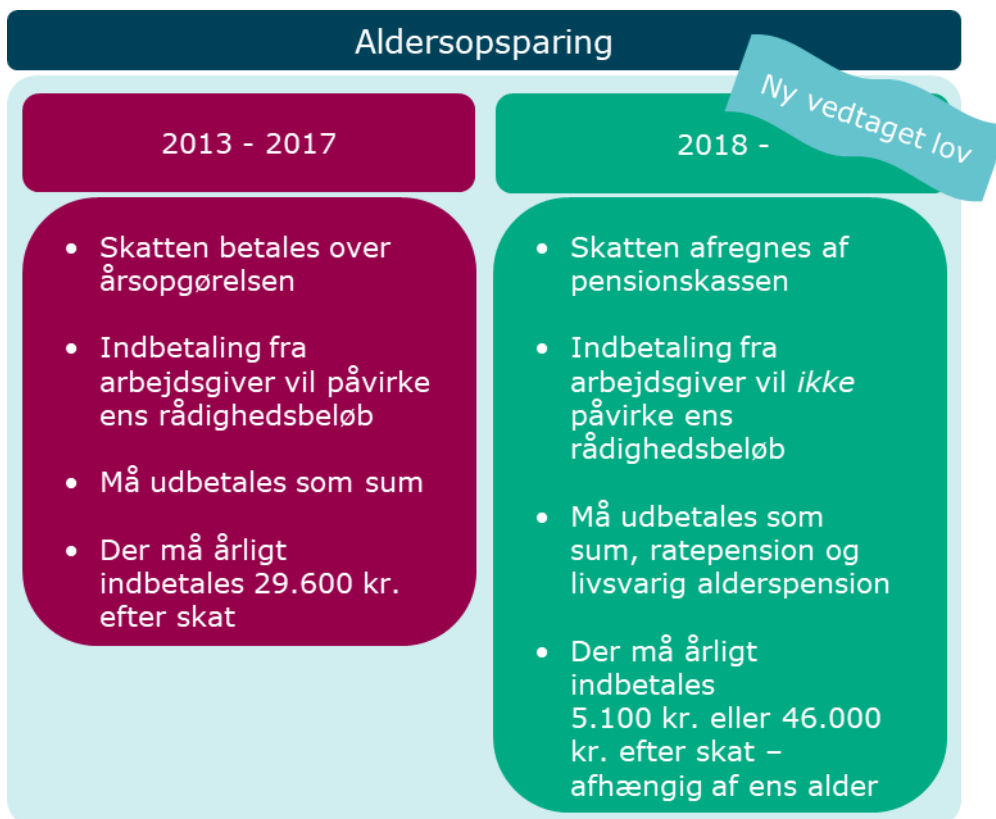 Aldersopsparing
Ny vedtaget lov
2013 - 2017
• Skatten betales over
årsopgørelsen
• Indbetaling fra
arbejdsgiver vil påvirke
ens rådighedsbeløb
• Må udbetales som sum
• Der må årligt
indbetales 29.600 kr.
efter skat
2018 -
• Skatten afregnes af
pensionskassen
• Indbetaling fra
arbejdsgiver vil ikke
påvirke ens
rådighedsbeløb
• Må udbetales som
sum, ratepension og
livsvarig alderspension
• Der må årligt
indbetales
5.100 kr. eller 46.000
kr. efter skat –
afhængig af ens alder